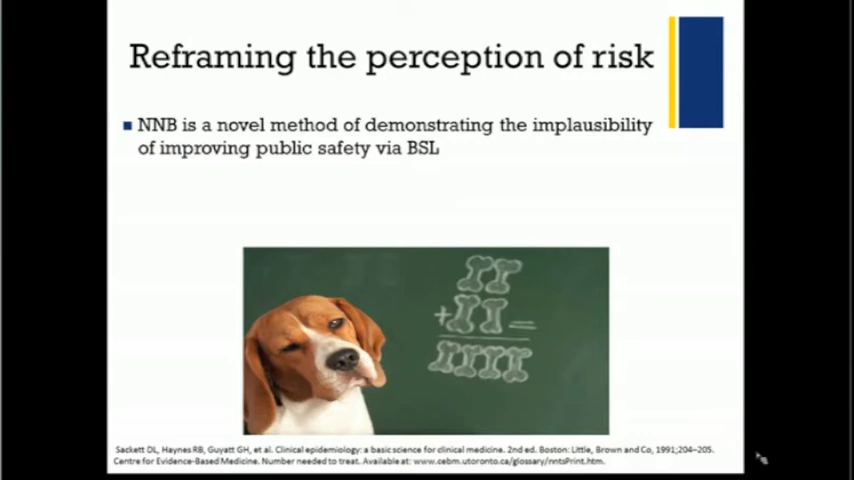 Reframing the perception of risk
NNB is a novel method of demonstrating the implausibility
of improving public safety via BSL
Sackett DL, Haynes RB, Guyatt GH, et al. Clinical epidemiology: a basic science for clinical medicine. 2nd ed. Boston: Little, Brown and Co, 1991;204–205.
Centre for Evidence-Based Medicine. Number needed to treat. Available at: www.cebm.utoronto.ca/glossary/nntsPrint.htm.